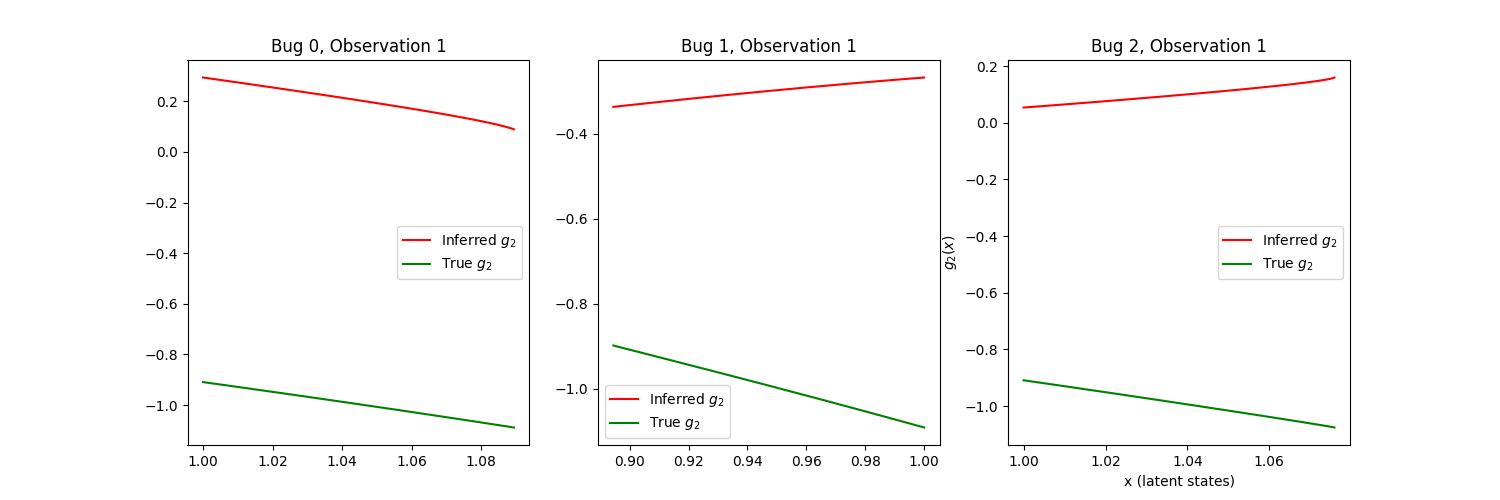 Bug 0, Observation 1
0.2
0.0
−0.2
−0.4
−0.6
−0.8
−1.0
1.00 1.02 1.04 1.06 1.08
Inferred g₂
True g₂
Bug 1, Observation 1
−0.4
−0.6
−0.8
−1.0
0.90 0.92 0.94 0.96 0.98 1.00
Inferred g₂
True g₂
Bug 2, Observation 1
g₂(x)
0.2
0.0
−0.2
−0.4
−0.6
−0.8
−1.0
1.00 1.02 1.04 1.06
x (latent states)
Inferred g₂
True g₂